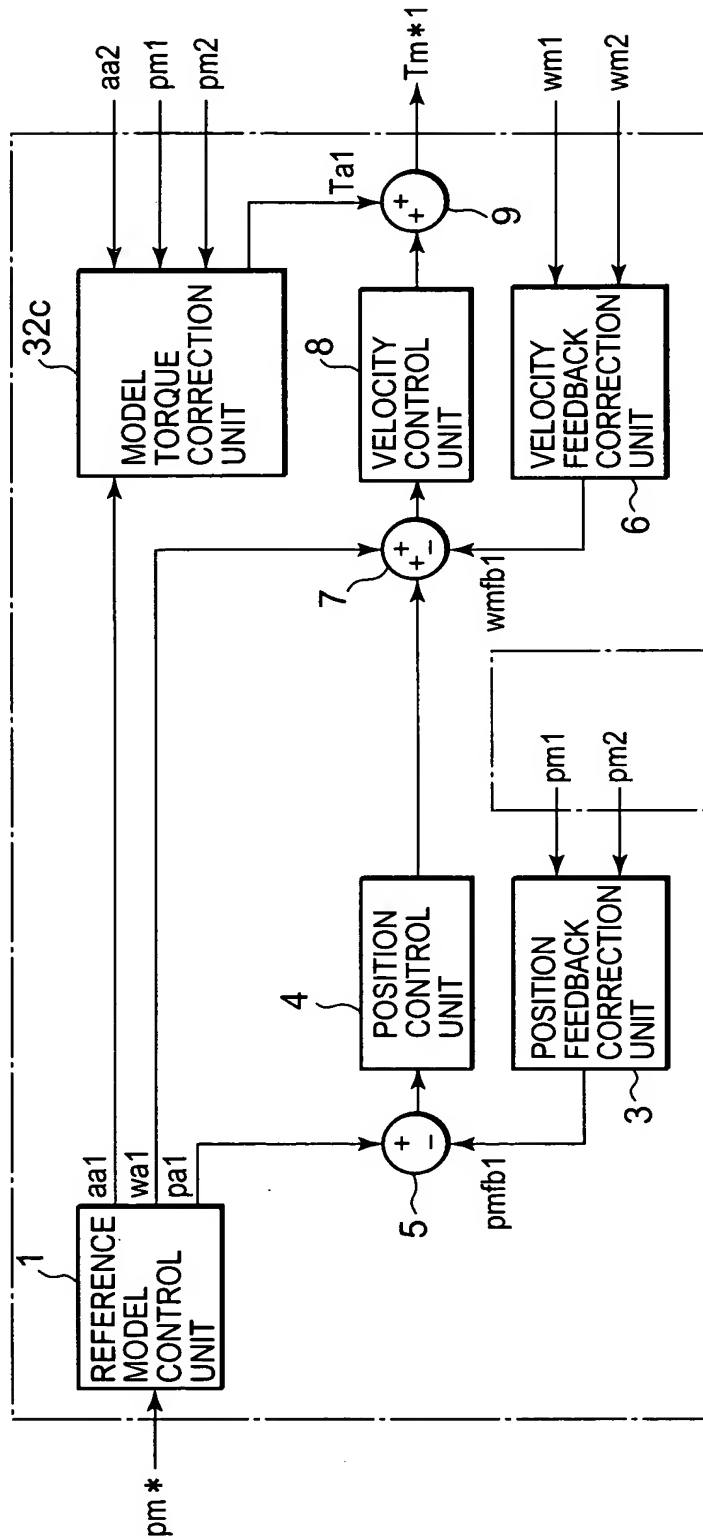 pm*
1
REFERENCE
MODEL
CONTROL
UNIT
aa1
wa1
pa1
5
+
-
pmfb1
4
POSITION
CONTROL
UNIT
3
POSITION
FEEDBACK
CORRECTION
UNIT
pm1
pm2
7
+
+
-
wmfb1
8
VELOCITY
CONTROL
UNIT
6
VELOCITY
FEEDBACK
CORRECTION
UNIT
wm1
wm2
32c
MODEL
TORQUE
CORRECTION
UNIT
aa2
pm1
pm2
Ta1
+
+
9
Tm*1